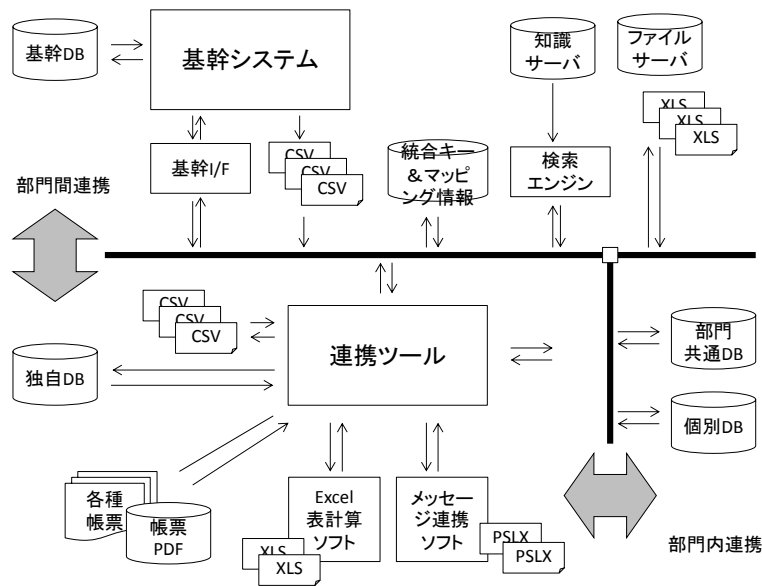 基幹DB
基幹システム
知識
サーバ
ファイル
サーバ
XLS
XLS
XLS
基幹I/F
CSV
CSV
CSV
統合キー
&マッピ
ング情報
検索
エンジン
部門間連携
CSV
CSV
CSV
連携ツール
部門
共通DB
独自DB
個別DB
各種
帳票
帳票
PDF
Excel
表計算
ソフト
XLS
XLS
メッセー
ジ連携
ソフト
PSLX
PSLX
部門内連携